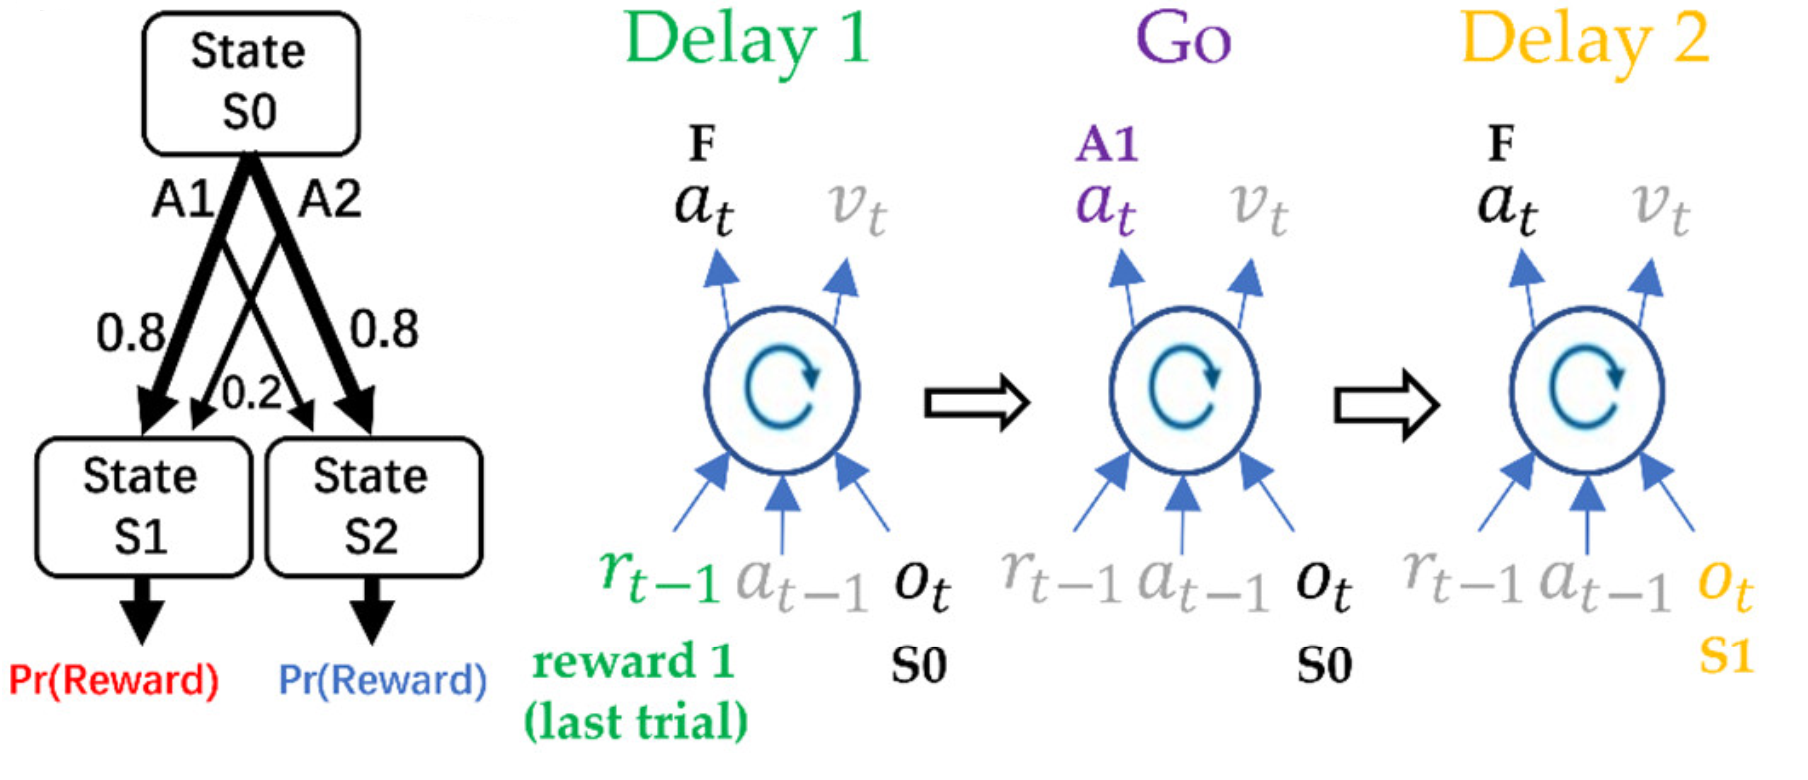 State
S0
A1
A2
0.8
0.8
0.2
State
S1
State
S2
Pr(Reward)
Pr(Reward)
Delay 1
F
a_t
v_t
r_{t−1} a_{t−1} o_t
reward 1
(last trial)
S0
Go
A1
a_t
v_t
r_{t−1} a_{t−1} o_t
S0
Delay 2
F
a_t
v_t
r_{t−1} a_{t−1} o_t
S1